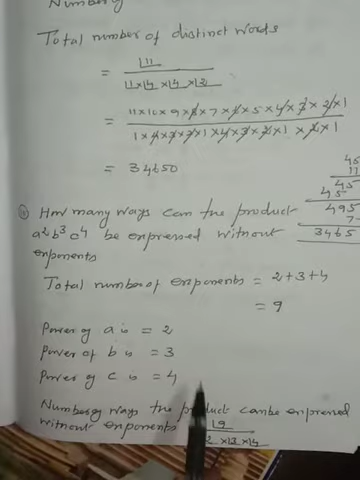 Number of
Total number of distinct words
= ⌊11 / ⌊1×⌊4×⌊4×⌊2
= 11×10×9×8×7×6×5×4×3×2×1 / 1×4×3×2×1×4×3×2×1×2×1
= 34650
45
11
45
45
495
7
3465
How many ways can the product
a²b³c⁴ be expressed without
exponents
Total number of exponents = 2+3+4
= 9
Power of a is = 2
Power of b is = 3
Power of c is = 4
Number of ways the product can be expressed
without exponents ⌊9 / 2×⌊3×⌊4